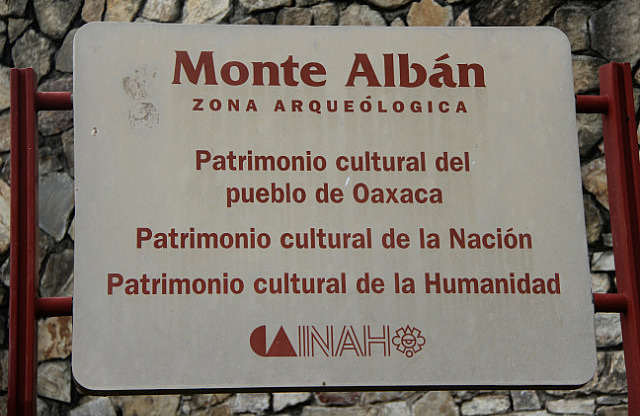 Monte Albán
ZONA ARQUEÓLOGICA
Patrimonio cultural del
pueblo de Oaxaca
Patrimonio cultural de la Nación
Patrimonio cultural de la Humanidad
CA INAH